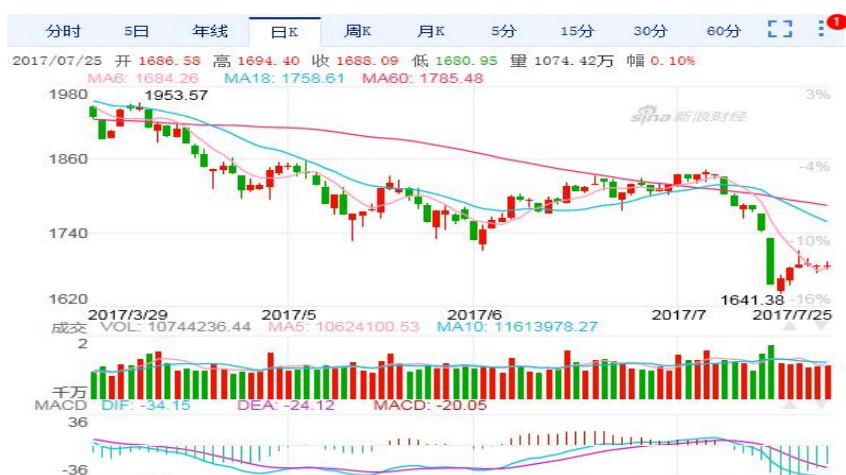 分时 5日 年线 日K 周K 月K 5分 15分 30分 60分 1
2017/07/25 开 1686.58 高 1694.40 收 1688.09 低 1680.95 量 1074.42万 幅 0.10%
MA6: 1684.26 MA18: 1758.61 MA60: 1785.48
1980 1953.57 3%
sina 新浪财经
1860 -4%
1740 -10%
1620 1641.38 -16%
2017/3/29 2017/5 2017/6 2017/7 2017/7/25
成交 VOL: 10744236.44 MA5: 10624100.53 MA10: 11613978.27
2
千万
MACD DIF: -34.15 DEA: -24.12 MACD: -20.05
36
-36